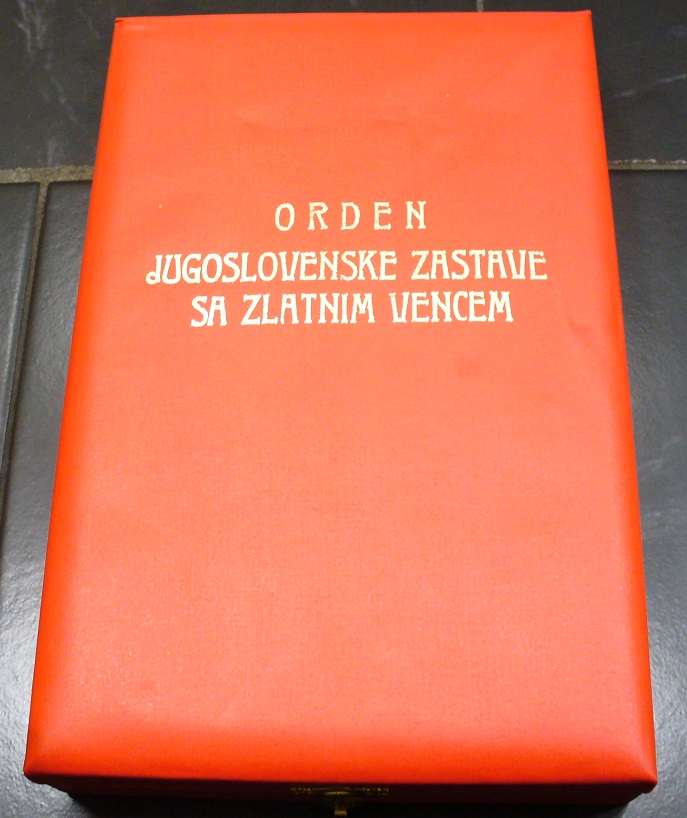 ORDEN
JUGOSLOVENSKE ZASTAVE
SA ZLATNIM VENCEM